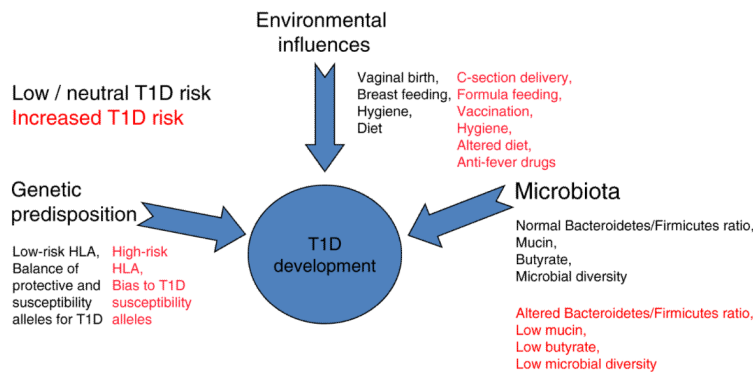 Environmental
influences
Vaginal birth,
Breast feeding,
Hygiene,
Diet
C-section delivery,
Formula feeding,
Vaccination,
Hygiene,
Altered diet,
Anti-fever drugs
Low / neutral T1D risk
Increased T1D risk
Genetic
predisposition
Low-risk HLA,
Balance of
protective and
susceptibility
alleles for T1D
High-risk
HLA,
Bias to T1D
susceptibility
alleles
T1D
development
Microbiota
Normal Bacteroidetes/Firmicutes ratio,
Mucin,
Butyrate,
Microbial diversity
Altered Bacteroidetes/Firmicutes ratio,
Low mucin,
Low butyrate,
Low microbial diversity